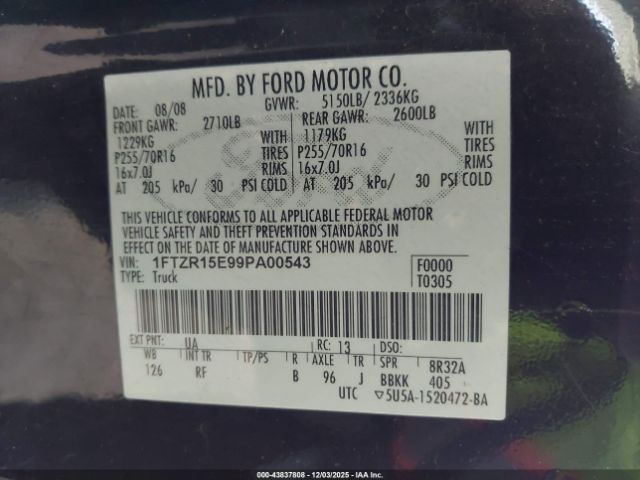 MFD. BY FORD MOTOR CO.
DATE: 08/08 GVWR: 5150LB/ 2336KG
FRONT GAWR: 2710LB REAR GAWR: 2600LB
1229KG WITH 1179KG WITH
P255/70R16 TIRES P255/70R16 TIRES
16x7.0J RIMS 16x7.0J RIMS
AT 205 kPa/ 30 PSI COLD AT 205 kPa/ 30 PSI COLD
THIS VEHICLE CONFORMS TO ALL APPLICABLE FEDERAL MOTOR
VEHICLE SAFETY AND THEFT PREVENTION STANDARDS IN
EFFECT ON THE DATE OF MANUFACTURE SHOWN ABOVE.
VIN: 1FTZR15E99PA00543 F0000
TYPE: Truck T0305
EXT PNT: UA RC: 13 DSO:
WB INT TR TP/PS R AXLE TR SPR 8R32A
126 RF B 96 J BBKK 405
UTC 5U5A-1520472-BA
© IAA 43837808 - 12/03/2025 - IAAI.com